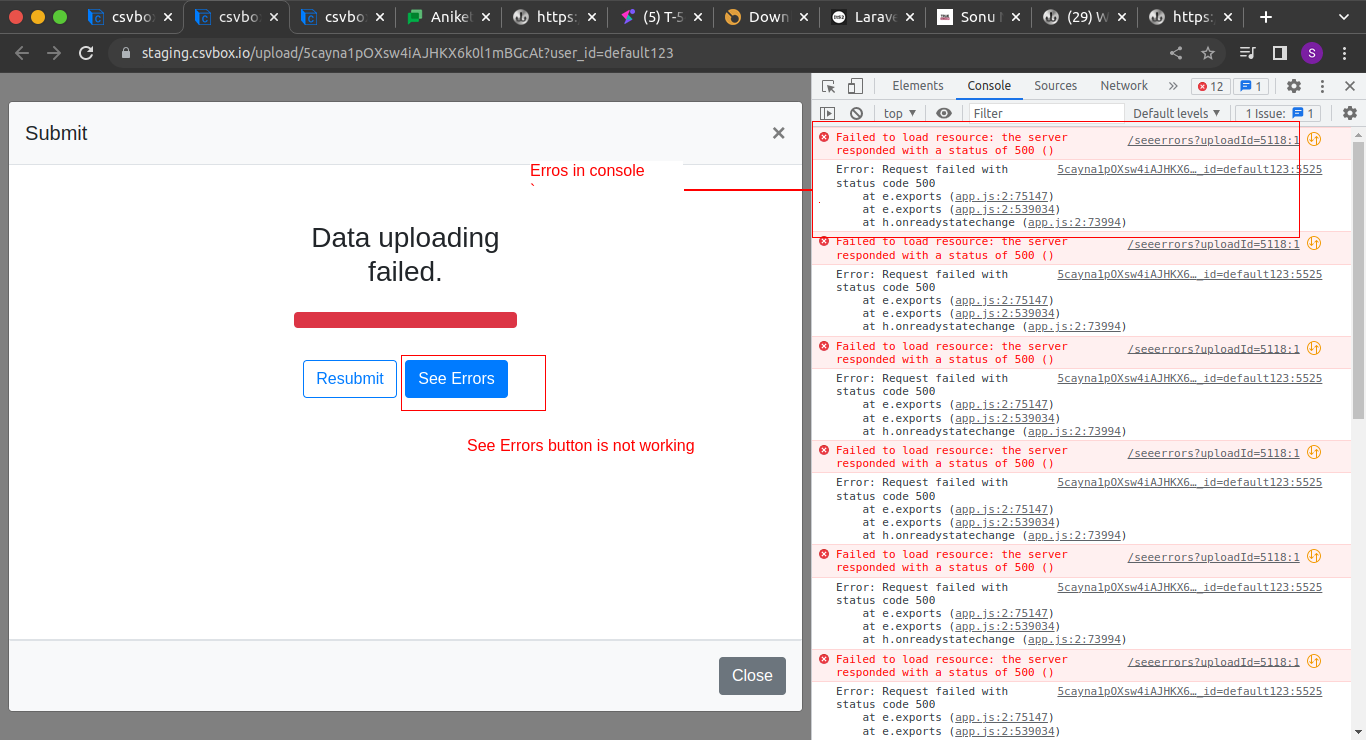 csvbox
csvbox
csvbox
Aniket
https:
(5) T-5
Down
Larave
Sonu
(29) W
https:
staging.csvbox.io/upload/5cayna1pOXsw4iAJHKX6k0l1mBGcAt?user_id=default123
S
Submit
Erros in console
`
Data uploading
failed.
Resubmit
See Errors
See Errors button is not working
Close
Elements
Console
Sources
Network
12
1
top
Filter
Default levels
1 Issue:
1
Failed to load resource: the server /seeerrors?uploadId=5118:1
responded with a status of 500 ()
Error: Request failed with 5cayna1pOXsw4iAJHKX6…_id=default123:5525
status code 500
at e.exports (app.js:2:75147)
at e.exports (app.js:2:539034)
at h.onreadystatechange (app.js:2:73994)
Failed to load resource: the server /seeerrors?uploadId=5118:1
responded with a status of 500 ()
Error: Request failed with 5cayna1pOXsw4iAJHKX6…_id=default123:5525
status code 500
at e.exports (app.js:2:75147)
at e.exports (app.js:2:539034)
at h.onreadystatechange (app.js:2:73994)
Failed to load resource: the server /seeerrors?uploadId=5118:1
responded with a status of 500 ()
Error: Request failed with 5cayna1pOXsw4iAJHKX6…_id=default123:5525
status code 500
at e.exports (app.js:2:75147)
at e.exports (app.js:2:539034)
at h.onreadystatechange (app.js:2:73994)
Failed to load resource: the server /seeerrors?uploadId=5118:1
responded with a status of 500 ()
Error: Request failed with 5cayna1pOXsw4iAJHKX6…_id=default123:5525
status code 500
at e.exports (app.js:2:75147)
at e.exports (app.js:2:539034)
at h.onreadystatechange (app.js:2:73994)
Failed to load resource: the server /seeerrors?uploadId=5118:1
responded with a status of 500 ()
Error: Request failed with 5cayna1pOXsw4iAJHKX6…_id=default123:5525
status code 500
at e.exports (app.js:2:75147)
at e.exports (app.js:2:539034)
at h.onreadystatechange (app.js:2:73994)
Failed to load resource: the server /seeerrors?uploadId=5118:1
responded with a status of 500 ()
Error: Request failed with 5cayna1pOXsw4iAJHKX6…_id=default123:5525
status code 500
at e.exports (app.js:2:75147)
at e.exports (app.js:2:539034)